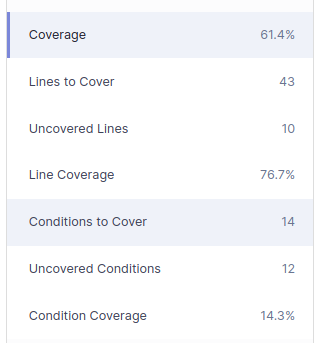 Coverage 61.4%
Lines to Cover 43
Uncovered Lines 10
Line Coverage 76.7%
Conditions to Cover 14
Uncovered Conditions 12
Condition Coverage 14.3%